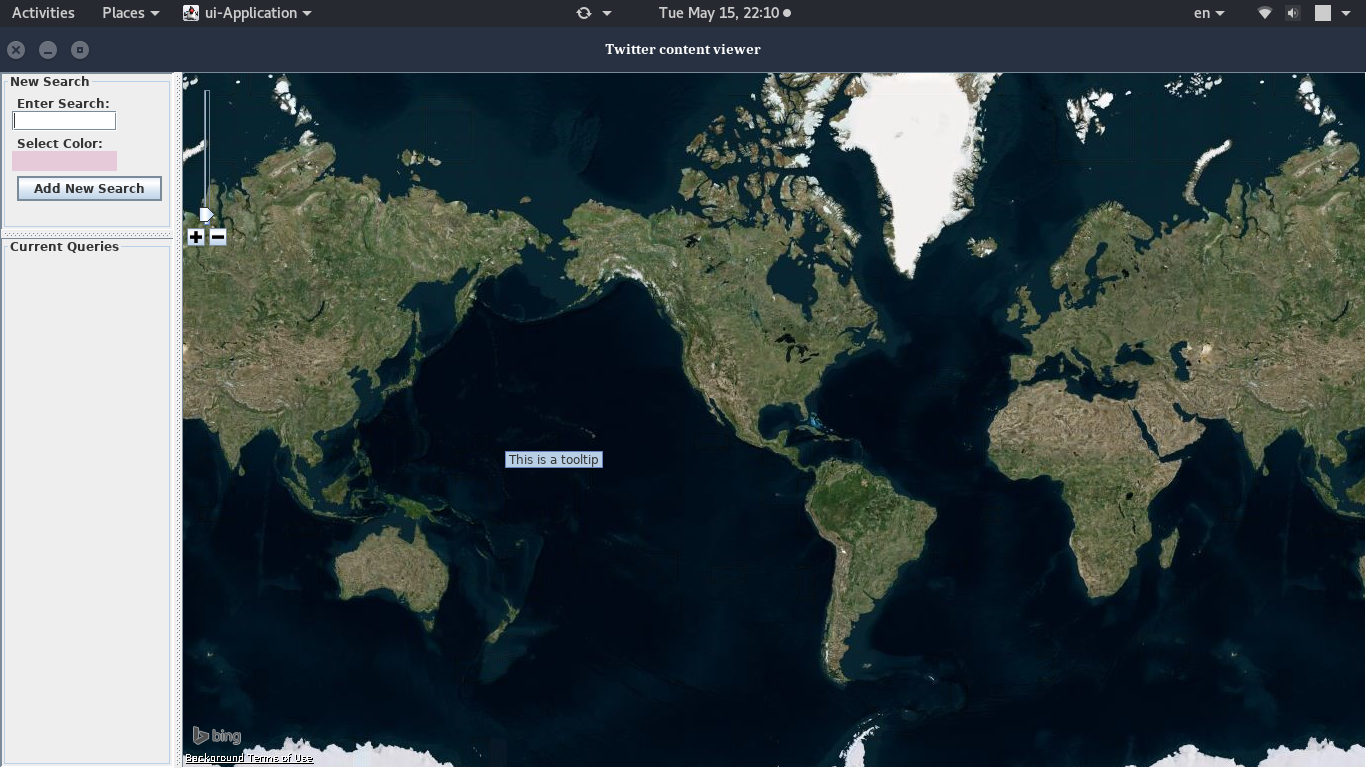 Activities Places ui-Application Tue May 15, 22:10 en
Twitter content viewer
New Search
Enter Search:
Select Color:
Add New Search
Current Queries
This is a tooltip
bing
Background Terms of Use